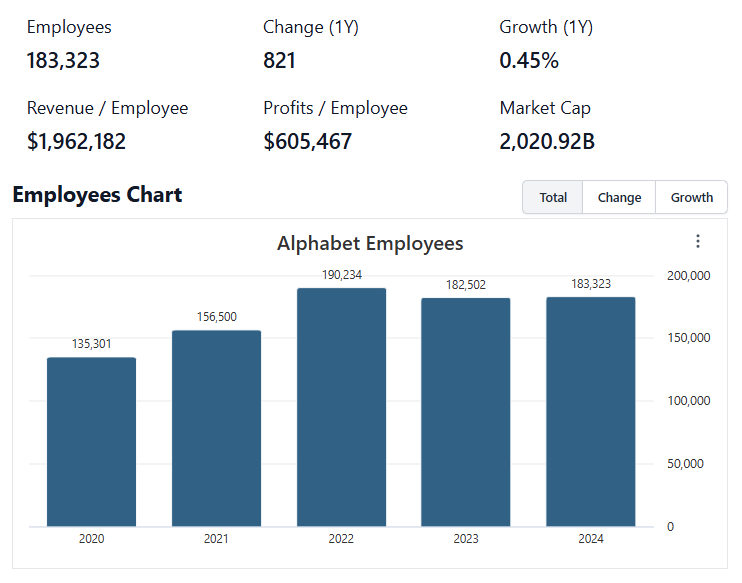 Employees Change (1Y) Growth (1Y)
183,323 821 0.45%
Revenue / Employee Profits / Employee Market Cap
$1,962,182 $605,467 2,020.92B
Employees Chart Total Change Growth
Alphabet Employees
190,234 200,000
182,502 183,323
156,500
150,000
135,301
100,000
50,000
0
2020 2021 2022 2023 2024